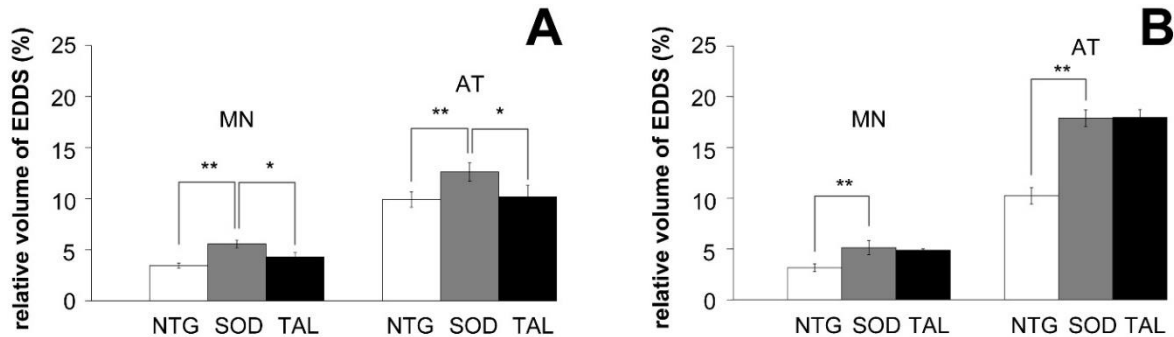 A
relative volume of EDDS (%)
25
20
15
10
5
0
MN
**
*
AT
**
*
NTG SOD TAL
NTG SOD TAL
B
relative volume of EDDS (%)
25
20
15
10
5
0
MN
**
AT
**
NTG SOD TAL
NTG SOD TAL